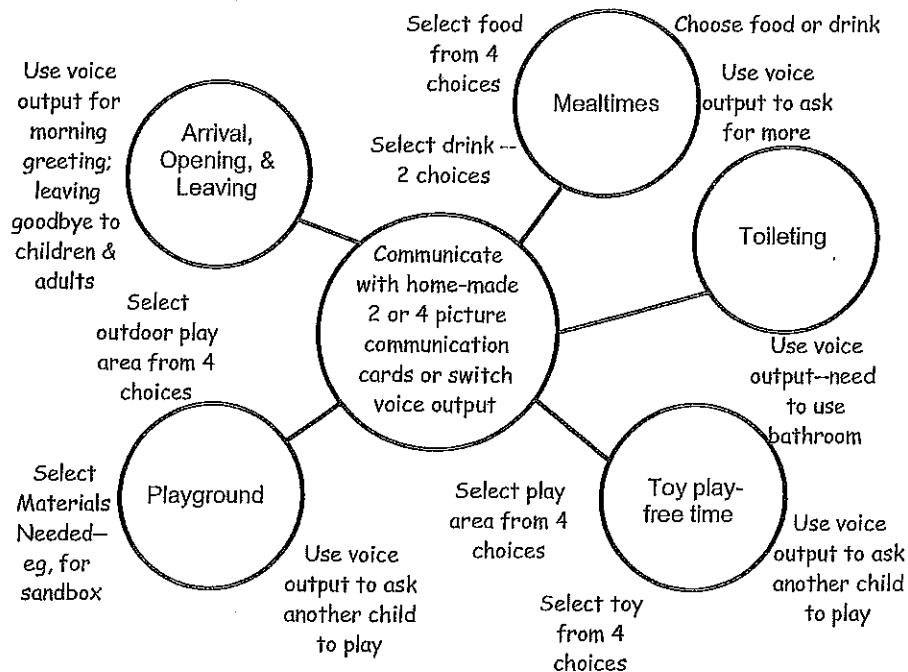 Select food
from 4
choices
Choose food or drink
Mealtimes
Use voice
output to ask
for more
Select drink --
2 choices
Use voice
output for
morning
greeting;
leaving
goodbye to
children &
adults
Arrival,
Opening, &
Leaving
Toileting
Use voice
output--need
to use
bathroom
Communicate
with home-made
2 or 4 picture
communication
cards or switch
voice output
Select
outdoor play
area from 4
choices
Playground
Select
Materials
Needed—
eg, for
sandbox
Use voice
output to ask
another child
to play
Select play
area from 4
choices
Toy play-
free time
Select toy
from 4
choices
Use voice
output to ask
another child
to play